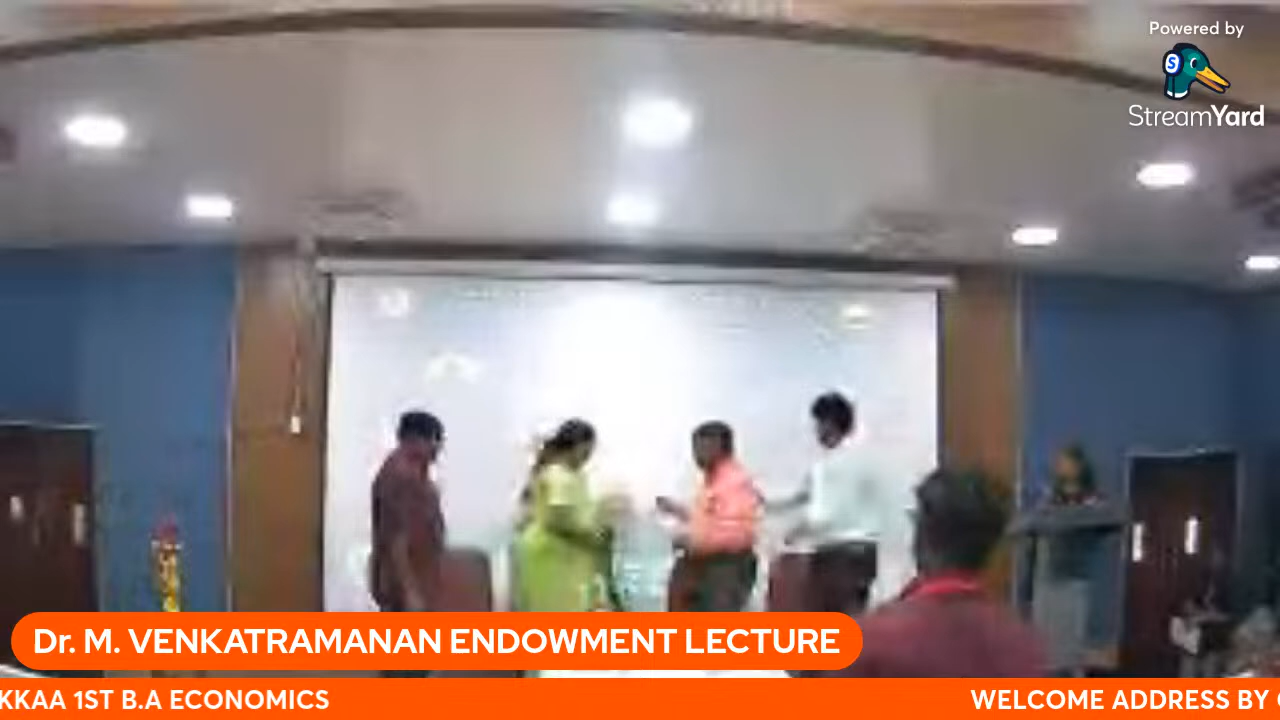 Powered by
S
StreamYard
Dr. M. VENKATRAMANAN ENDOWMENT LECTURE
KKAA 1ST B.A ECONOMICS
WELCOME ADDRESS BY